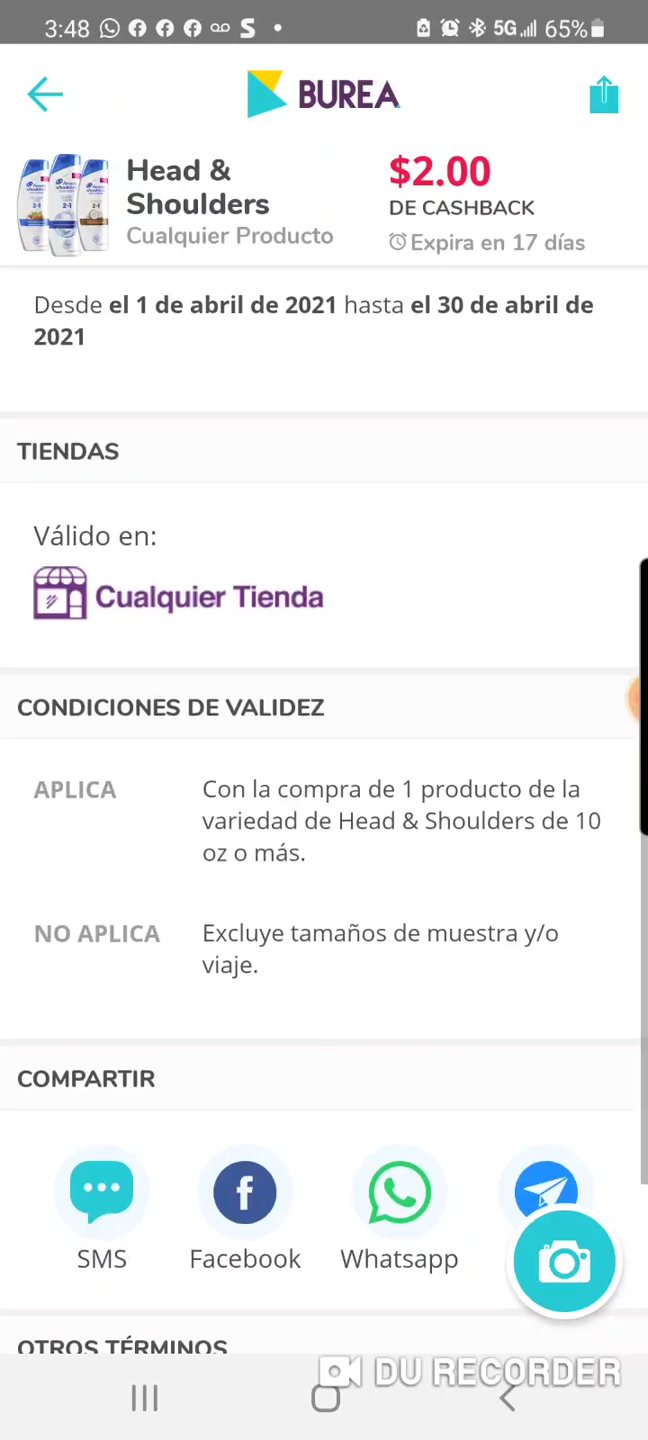 3:48 5G 65%
BUREA
Head &
Shoulders
Cualquier Producto
$2.00
DE CASHBACK
Expira en 17 días
Desde el 1 de abril de 2021 hasta el 30 de abril de
2021
TIENDAS
Válido en:
Cualquier Tienda
CONDICIONES DE VALIDEZ
APLICA
Con la compra de 1 producto de la
variedad de Head & Shoulders de 10
oz o más.
NO APLICA
Excluye tamaños de muestra y/o
viaje.
COMPARTIR
SMS Facebook Whatsapp
OTROS TÉRMINOS
DU RECORDER